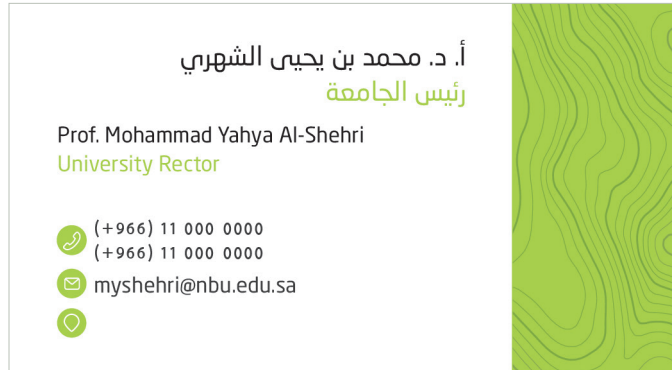 أ. د. محمد بن يحيى الشهري
رئيس الجامعة
Prof. Mohammad Yahya Al-Shehri
University Rector
(+966) 11 000 0000
(+966) 11 000 0000
myshehri@nbu.edu.sa